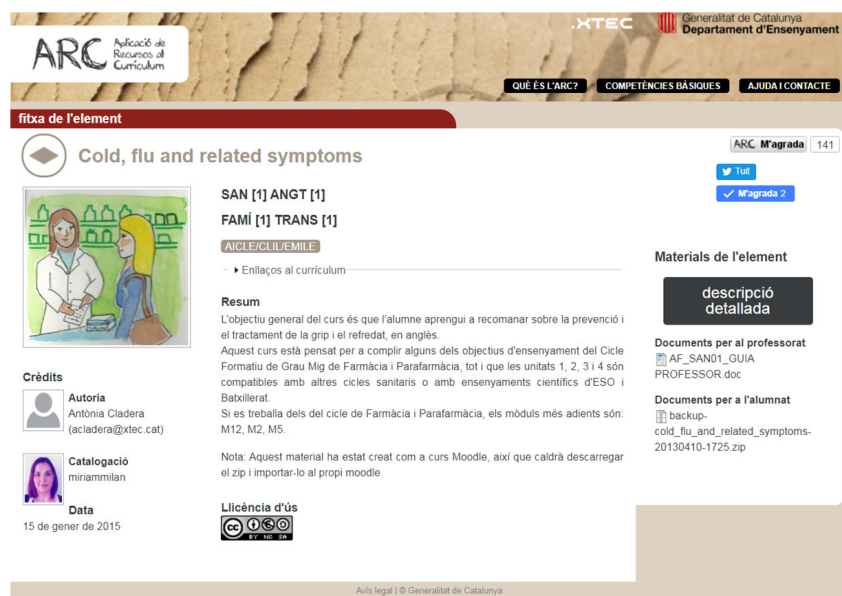 .XTEC
Generalitat de Catalunya
Departament d'Ensenyament
ARC Aplicació de
Recursos al
Currículum
QUÈ ÉS L'ARC? COMPETÈNCIES BÀSIQUES AJUDA I CONTACTE
fitxa de l'element
Cold, flu and related symptoms
ARC M'agrada 141
Tuit
M'agrada 2
SAN [1] ANGT [1]
FAMÍ [1] TRANS [1]
AICLE/CLIL/EMILE
Enllaços al currículum
Resum
L'objectiu general del curs és que l'alumne aprengui a recomanar sobre la prevenció i
el tractament de la grip i el refredat, en anglès.
Aquest curs està pensat per a complir alguns dels objectius d'ensenyament del Cicle
Formatiu de Grau Mig de Farmàcia i Parafarmàcia, tot i que les unitats 1, 2, 3 i 4 són
compatibles amb altres cicles sanitaris o amb ensenyaments científics d'ESO i
Batxillerat.
Si es treballa dels del cicle de Farmàcia i Parafarmàcia, els mòduls més adients són:
M12, M2, M5.
Nota: Aquest material ha estat creat com a curs Moodle, així que caldrà descarregar
el zip i importar-lo al propi moodle
Llicència d'ús
cc BY NC SA
Crèdits
Autoria
Antònia Cladera
(acladera@xtec.cat)
Catalogació
miriammilan
Data
15 de gener de 2015
Materials de l'element
descripció
detallada
Documents per al professorat
AF_SAN01_GUIA
PROFESSOR.doc
Documents per a l'alumnat
backup-
cold_flu_and_related_symptoms-
20130410-1725.zip
Avís legal | © Generalitat de Catalunya